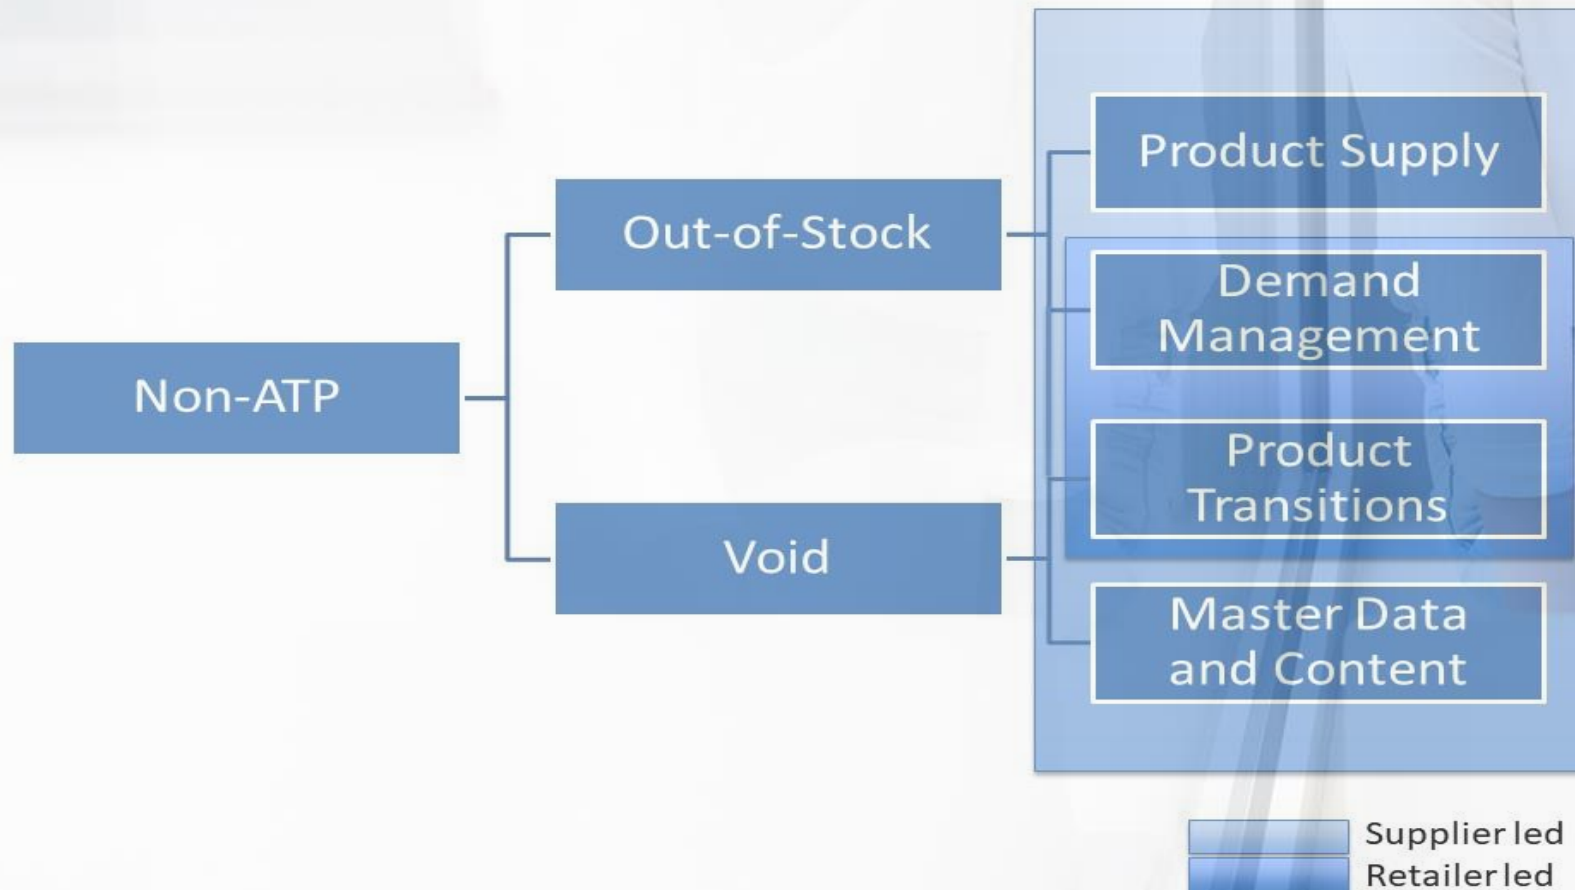 Product Supply
Out-of-Stock
Demand
Management
Non-ATP
Product
Transitions
Void
Master Data
and Content
Supplier led
Retailer led